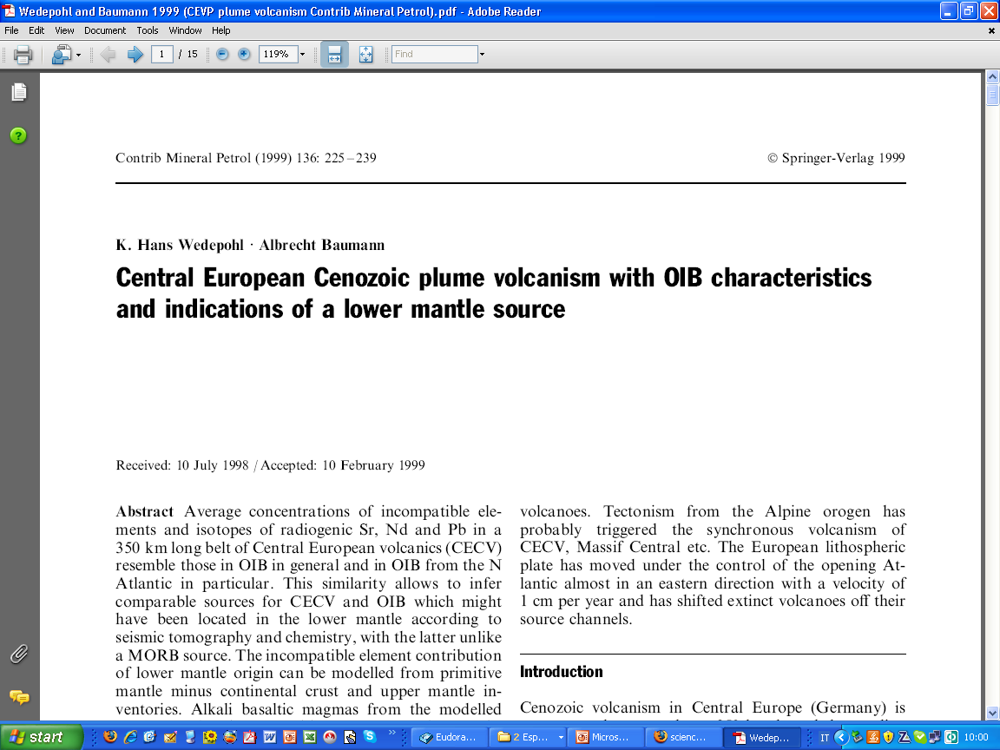 Wedepohl and Baumann 1999 (CEVP plume volcanism Contrib Mineral Petrol).pdf - Adobe Reader
File Edit View Document Tools Window Help
1 / 15 119% Find
Contrib Mineral Petrol (1999) 136: 225–239 © Springer-Verlag 1999
K. Hans Wedepohl · Albrecht Baumann
Central European Cenozoic plume volcanism with OIB characteristics
and indications of a lower mantle source
Received: 10 July 1998 / Accepted: 10 February 1999
Abstract Average concentrations of incompatible ele-
ments and isotopes of radiogenic Sr, Nd and Pb in a
350 km long belt of Central European volcanics (CECV)
resemble those in OIB in general and in OIB from the N
Atlantic in particular. This similarity allows to infer
comparable sources for CECV and OIB which might
have been located in the lower mantle according to
seismic tomography and chemistry, with the latter unlike
a MORB source. The incompatible element contribution
of lower mantle origin can be modelled from primitive
mantle minus continental crust and upper mantle in-
ventories. Alkali basaltic magmas from the modelled
volcanoes. Tectonism from the Alpine orogen has
probably triggered the synchronous volcanism of
CECV, Massif Central etc. The European lithospheric
plate has moved under the control of the opening At-
lantic almost in an eastern direction with a velocity of
1 cm per year and has shifted extinct volcanoes off their
source channels.
Introduction
Cenozoic volcanism in Central Europe (Germany) is
start Eudora... 2 Esp... Micros... scienc... Wedep... IT 10:00